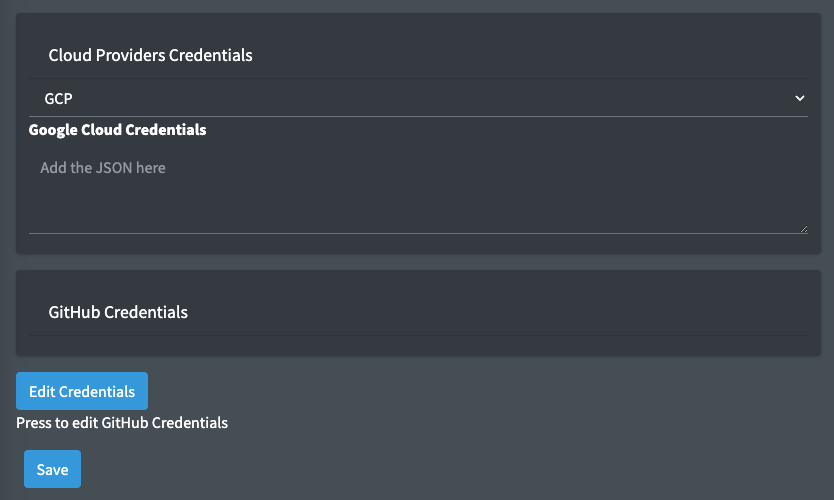 Cloud Providers Credentials
GCP
Google Cloud Credentials
Add the JSON here
GitHub Credentials
Edit Credentials
Press to edit GitHub Credentials
Save